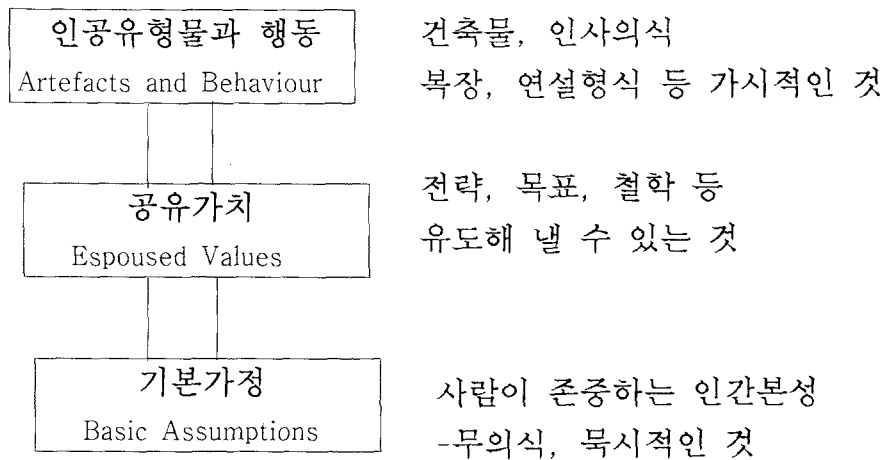 인공유형물과 행동
Artefacts and Behaviour
건축물, 인사의식
복장, 연설형식 등 가시적인 것
공유가치
Espoused Values
전략, 목표, 철학 등
유도해 낼 수 있는 것
기본가정
Basic Assumptions
사람이 존중하는 인간본성
-무의식, 묵시적인 것